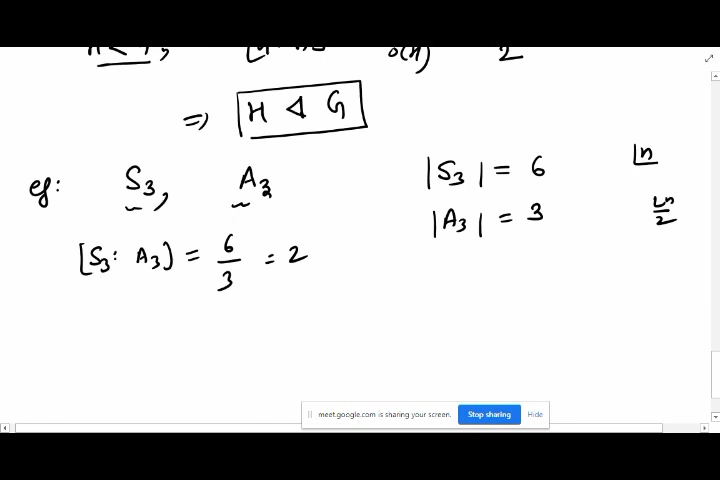 ⇒ H ⊲ G
eg: S₃, A₃
|S₃| = 6
|A₃| = 3
[S₃: A₃] = 6/3 = 2
⌊n
⌊n/2
meet.google.com is sharing your screen. Stop sharing Hide